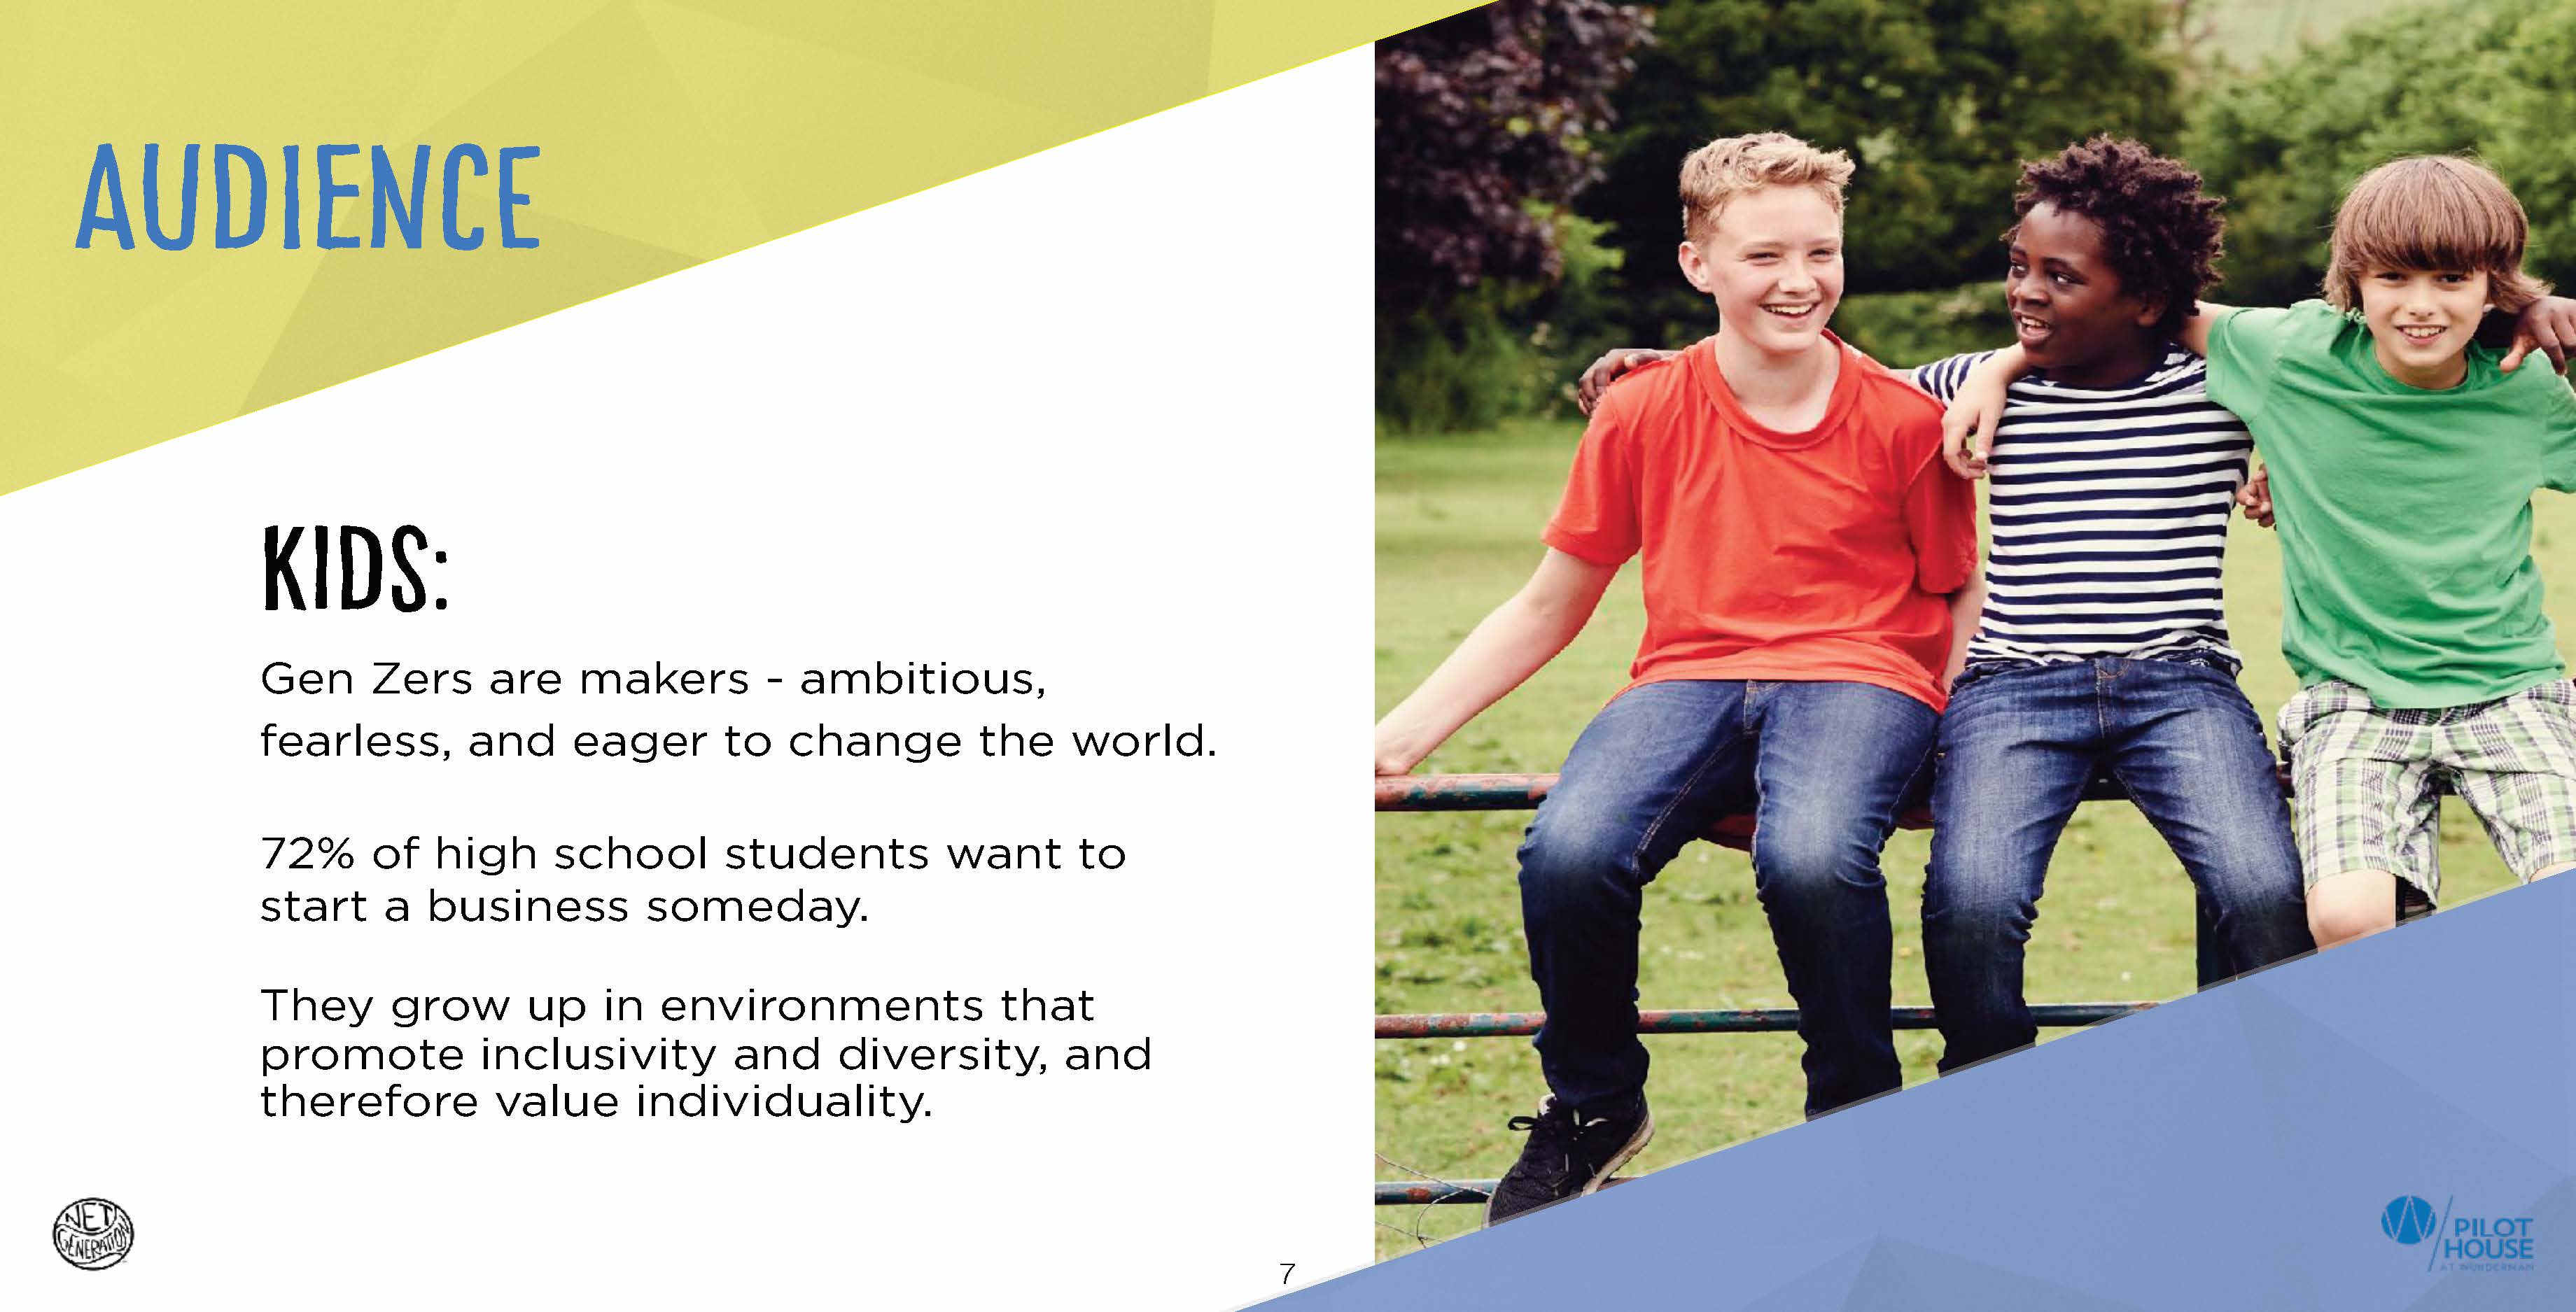 AUDIENCE
KIDS:
Gen Zers are makers - ambitious,
fearless, and eager to change the world.
72% of high school students want to
start a business someday.
They grow up in environments that
promote inclusivity and diversity, and
therefore value individuality.
NET
GENERATION
7
PILOT
HOUSE
AT WUNDERMAN